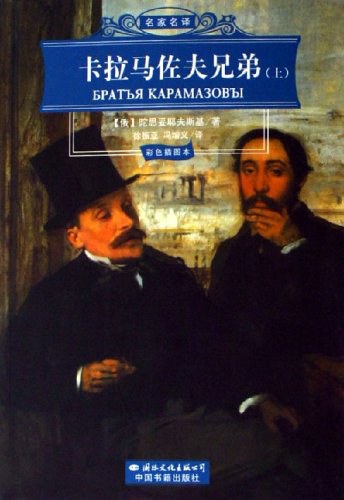 名家名译
卡拉马佐夫兄弟(上)
БРАТЪЯ КАРАМАЗОВЪІ
【俄】陀思妥耶夫斯基/著
徐振亚 冯增义/译
彩色插图本
国际文化出版公司
中国书籍出版社